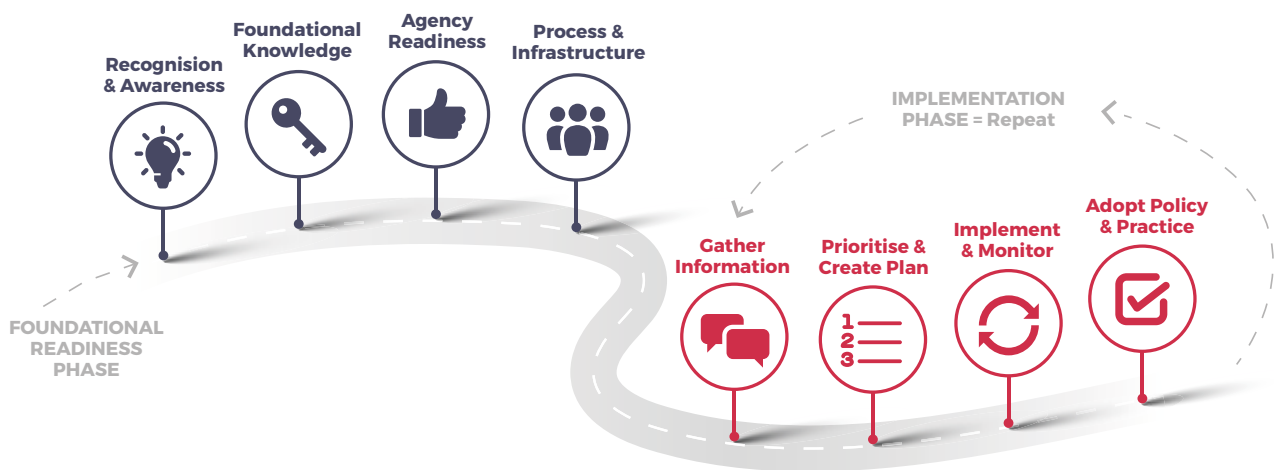 FOUNDATIONAL
READINESS
PHASE
Recognision
& Awareness
Foundational
Knowledge
Agency
Readiness
Process &
Infrastructure
IMPLEMENTATION
PHASE = Repeat
Gather
Information
Prioritise &
Create Plan
1
2
3
Implement
& Monitor
Adopt Policy
& Practice